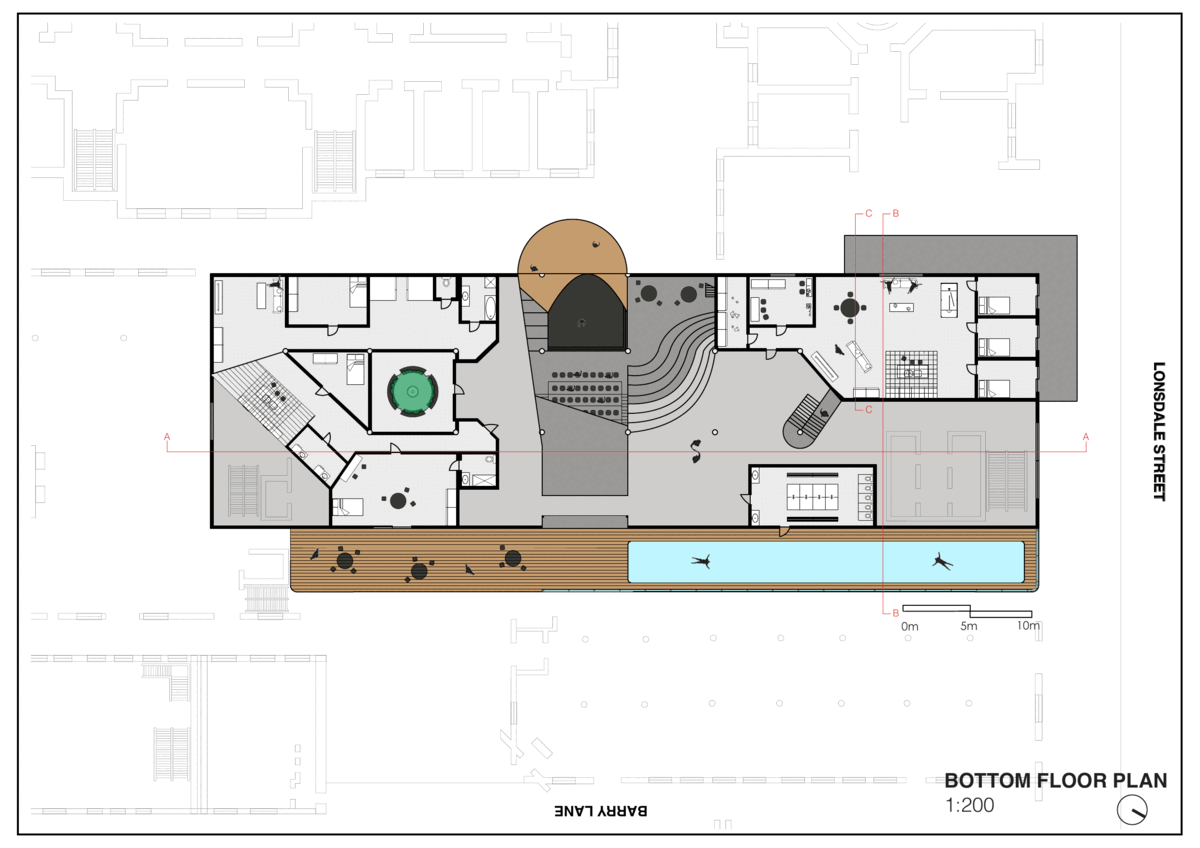 C
B
A
A
C
LONSDALE STREET
B
0m
5m
10m
BOTTOM FLOOR PLAN
1:200
BARRY LANE